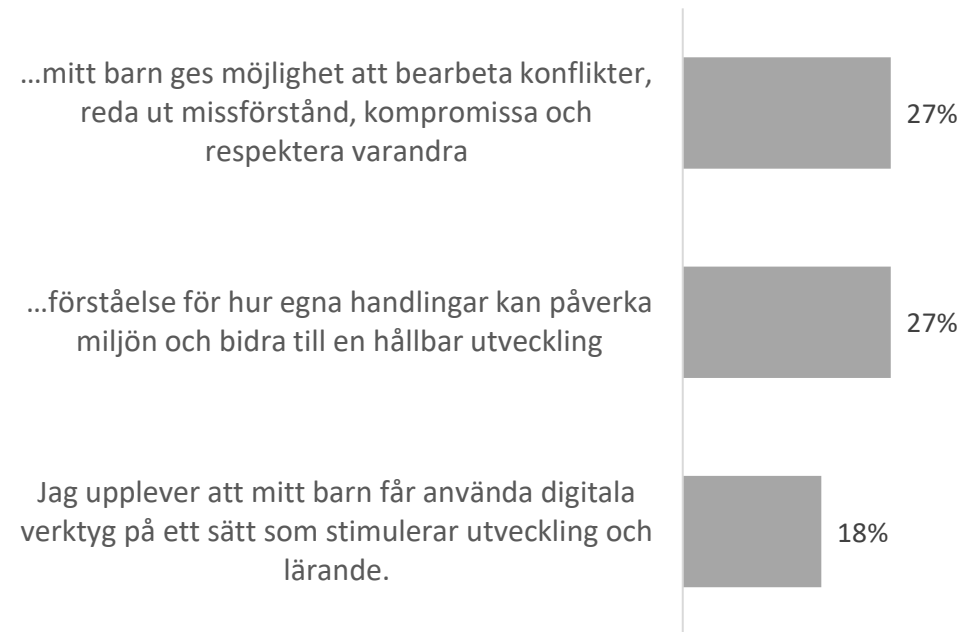 ...mitt barn ges möjlighet att bearbeta konflikter,
reda ut missförstånd, kompromissa och
respektera varandra
27%
...förståelse för hur egna handlingar kan påverka
miljön och bidra till en hållbar utveckling
27%
Jag upplever att mitt barn får använda digitala
verktyg på ett sätt som stimulerar utveckling och
lärande.
18%